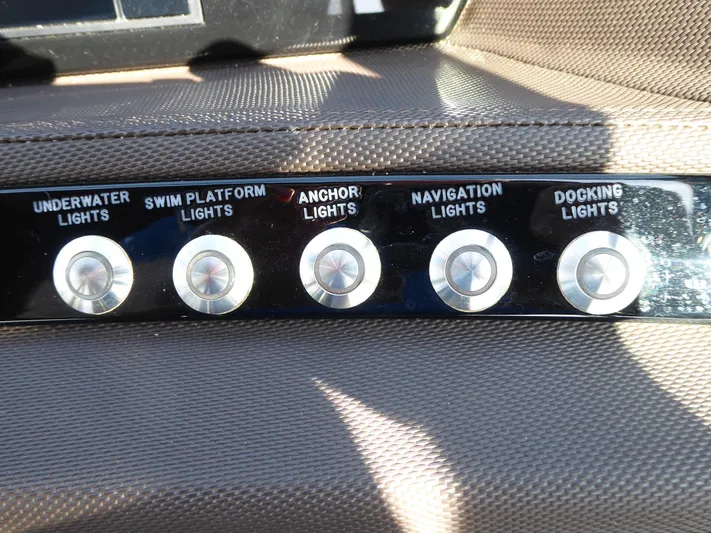 UNDERWATER
LIGHTS
SWIM PLATFORM
LIGHTS
ANCHOR
LIGHTS
NAVIGATION
LIGHTS
DOCKING
LIGHTS